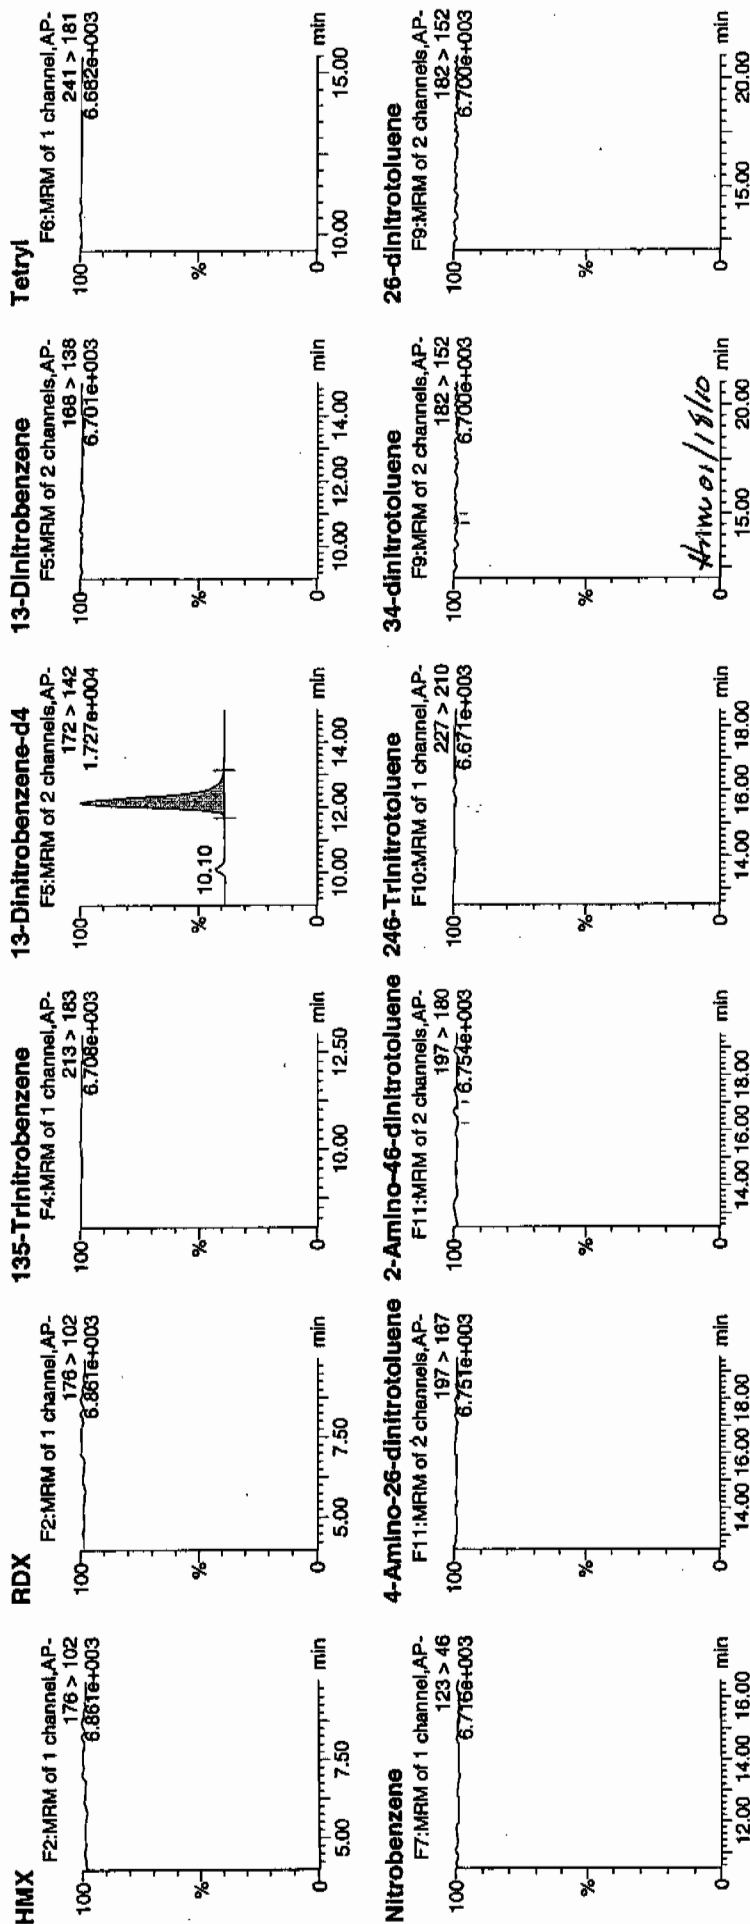 HMX
F2:MRM of 1 channel,AP-
176 > 102
6.861e+003
100
%
0
5.00 7.50 min
RDX
F2:MRM of 1 channel,AP-
176 > 102
6.861e+003
100
%
0
5.00 7.50 min
135-Trinitrobenzene
F4:MRM of 1 channel,AP-
213 > 183
6.708e+003
100
%
0
10.00 12.50 min
13-Dinitrobenzene-d4
F5:MRM of 2 channels,AP-
172 > 142
1.727e+004
100
%
10.10
0
10.00 12.00 14.00 min
13-Dinitrobenzene
F5:MRM of 2 channels,AP-
168 > 138
6.701e+003
100
%
0
10.00 12.00 14.00 min
Tetryl
F6:MRM of 1 channel,AP-
241 > 181
6.682e+003
100
%
0
10.00 15.00 min
Nitrobenzene
F7:MRM of 1 channel,AP-
123 > 46
6.716e+003
100
%
0
12.00 14.00 16.00 min
4-Amino-26-dinitrotoluene
F11:MRM of 2 channels,AP-
197 > 167
6.751e+003
100
%
0
14.00 16.00 18.00 min
2-Amino-46-dinitrotoluene
F11:MRM of 2 channels,AP-
197 > 180
6.754e+003
100
%
0
14.00 16.00 18.00 min
246-Trinitrotoluene
F10:MRM of 1 channel,AP-
227 > 210
6.671e+003
100
%
0
14.00 16.00 18.00 min
34-dinitrotoluene
F9:MRM of 2 channels,AP-
182 > 152
6.700e+003
100
%
01/18/10
0
15.00 20.00 min
26-dinitrotoluene
F9:MRM of 2 channels,AP-
182 > 152
6.700e+003
100
%
0
15.00 20.00 min